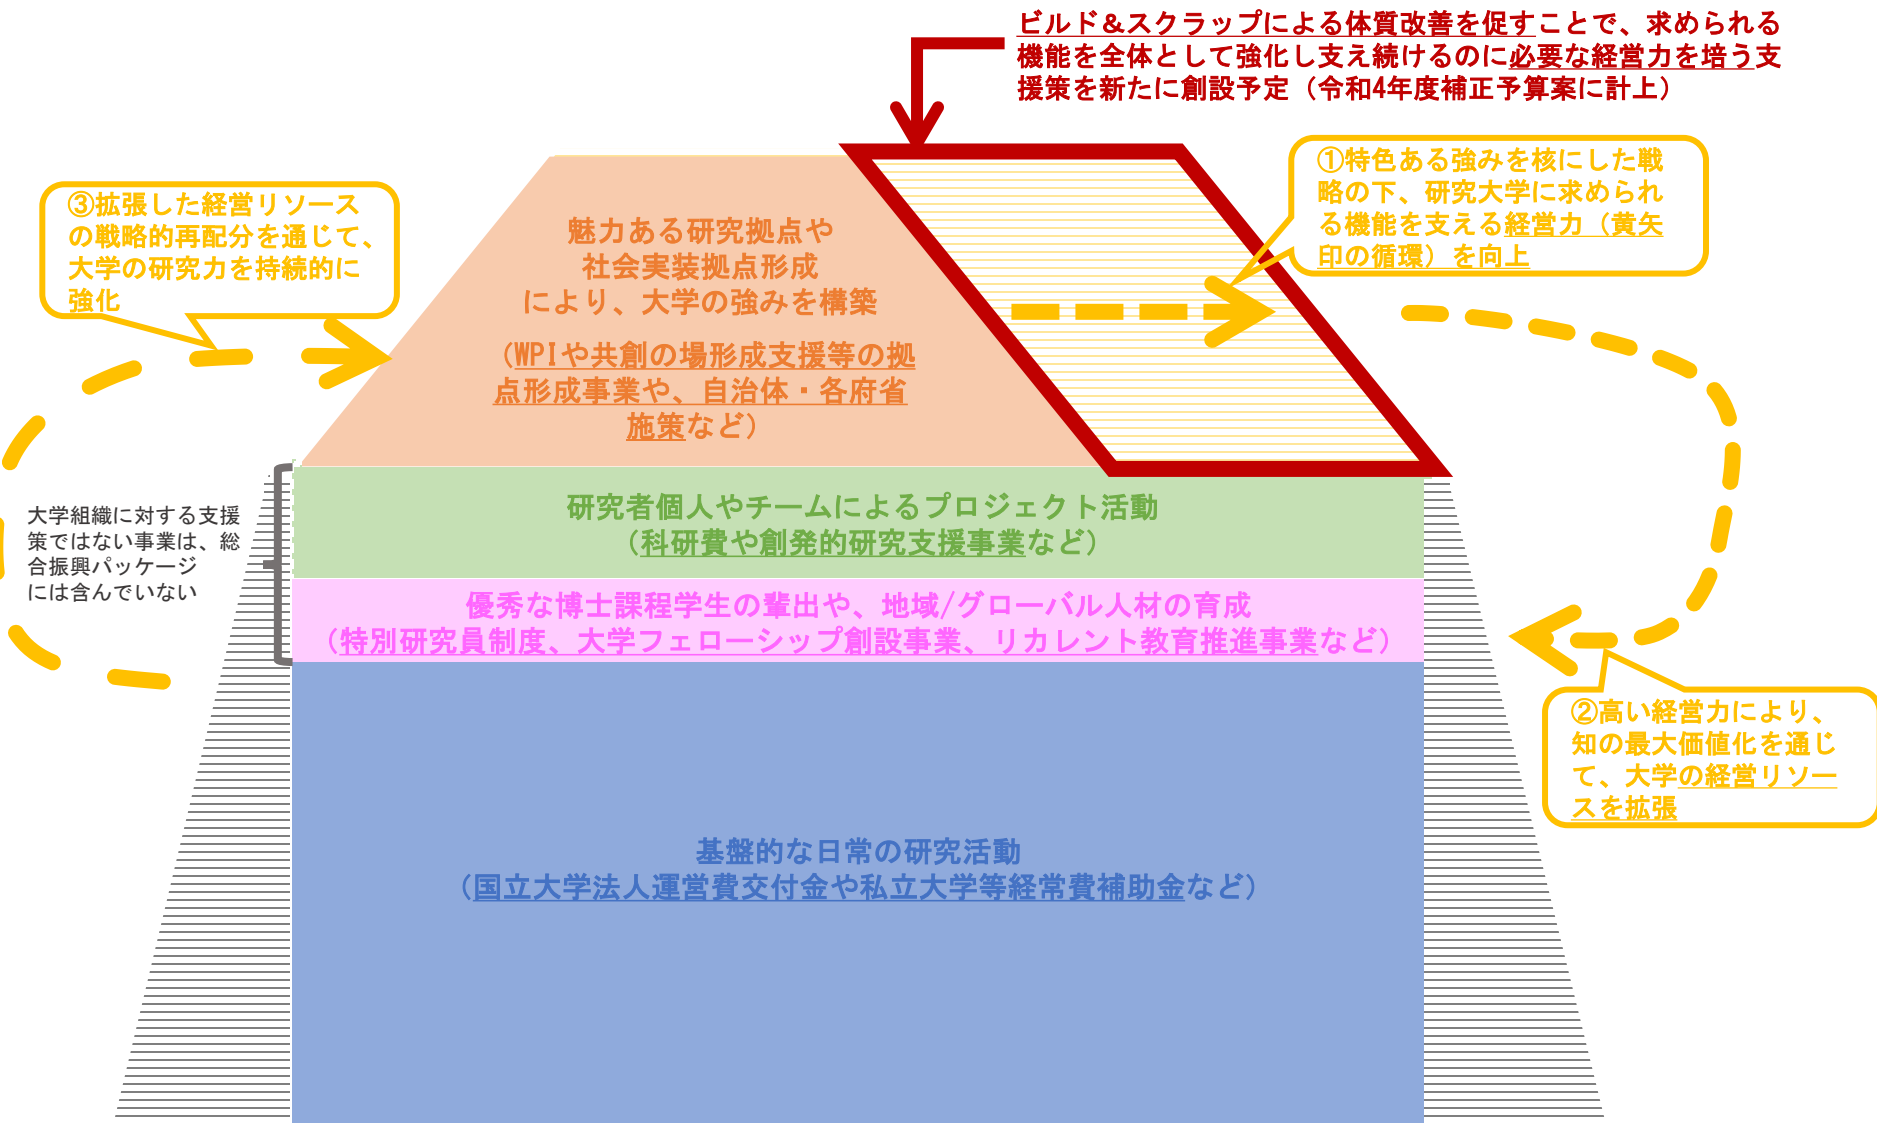 ビルド＆スクラップによる体質改善を促すことで、求められる
機能を全体として強化し支え続けるのに必要な経営力を培う支
援策を新たに創設予定（令和4年度補正予算案に計上）
①特色ある強みを核にした戦
略の下、研究大学に求められ
る機能を支える経営力（黄矢
印の循環）を向上
③拡張した経営リソース
の戦略的再配分を通じて、
大学の研究力を持続的に
強化
魅力ある研究拠点や
社会実装拠点形成
により、大学の強みを構築
（WPIや共創の場形成支援等の拠
点形成事業や、自治体・各府省
施策など）
大学組織に対する支援
策ではない事業は、総
合振興パッケージ
には含んでいない
研究者個人やチームによるプロジェクト活動
（科研費や創発的研究支援事業など）
優秀な博士課程学生の輩出や、地域/グローバル人材の育成
（特別研究員制度、大学フェローシップ創設事業、リカレント教育推進事業など）
②高い経営力により、
知の最大価値化を通じ
て、大学の経営リソー
スを拡張
基盤的な日常の研究活動
（国立大学法人運営費交付金や私立大学等経常費補助金など）